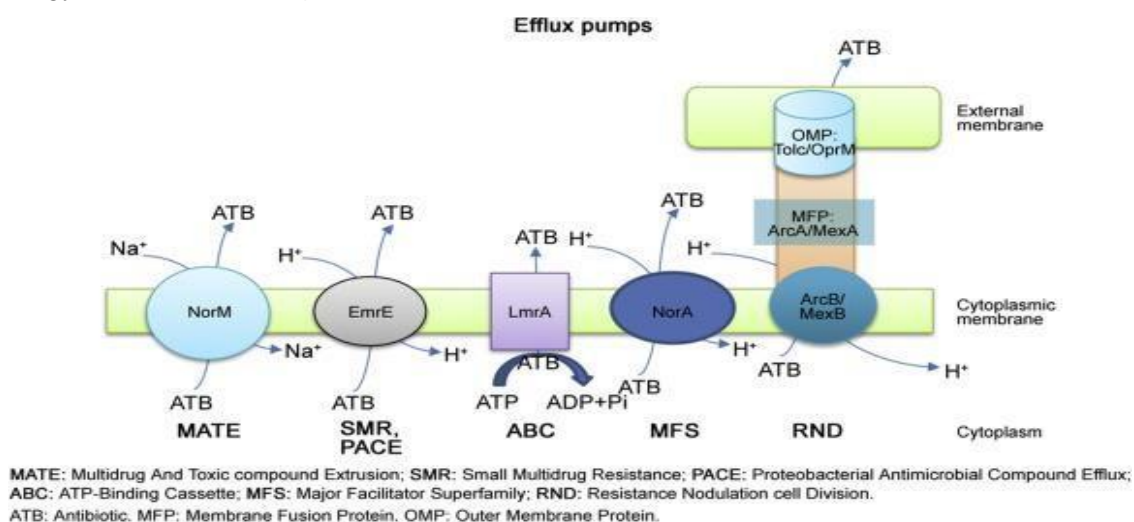 Efflux pumps
ATB
External
membrane
OMP:
Tolc/OprM
MFP:
ArcA/MexA
ATB
ATB
ATB
ATB
Na⁺
H⁺
H⁺
H⁺
NorM
EmrE
LmrA
NorA
ArcB/
MexB
Cytoplasmic
membrane
Na⁺
H⁺
ATB
H⁺
ATB
H⁺
ATB
ATB
ATP
ADP+Pi
ATB
MATE
SMR,
PACE
ABC
MFS
RND
Cytoplasm
MATE: Multidrug And Toxic compound Extrusion; SMR: Small Multidrug Resistance; PACE: Proteobacterial Antimicrobial Compound Efflux;
ABC: ATP-Binding Cassette; MFS: Major Facilitator Superfamily; RND: Resistance Nodulation cell Division.
ATB: Antibiotic. MFP: Membrane Fusion Protein, OMP: Outer Membrane Protein.